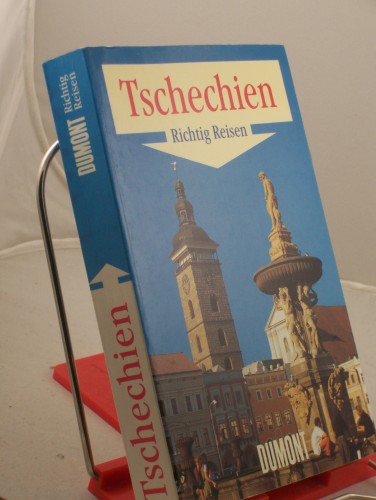 Tschechien
Richtig Reisen
DUMONT
DUMONT
Richtig
Reisen
Tschechien